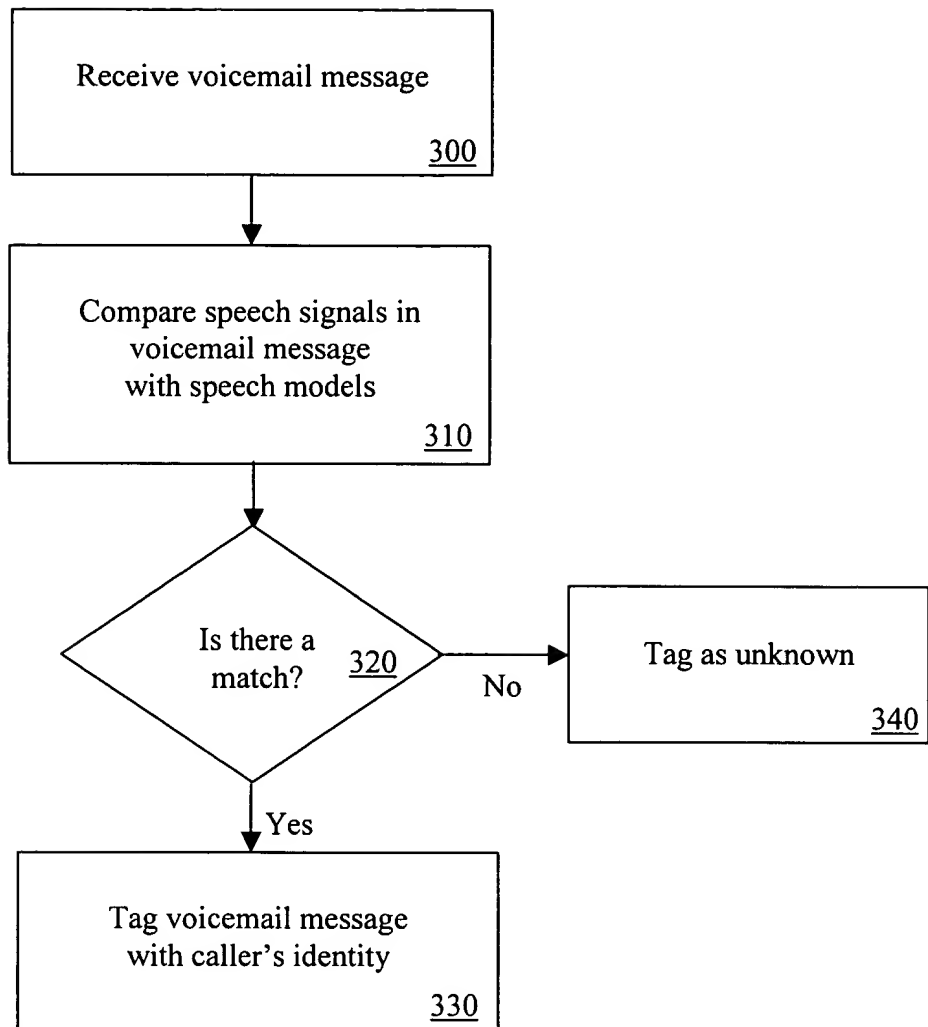 Receive voicemail message
300
Compare speech signals in
voicemail message
with speech models
310
Is there a
match?
320
No
Tag as unknown
340
Yes
Tag voicemail message
with caller's identity
330